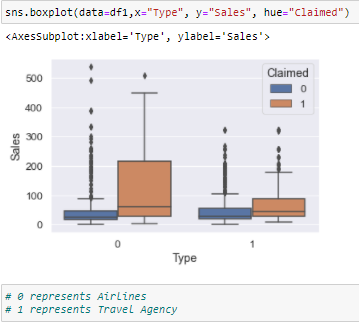 sns.boxplot(data=df1,x="Type", y="Sales", hue="Claimed")
<AxesSubplot:xlabel='Type', ylabel='Sales'>
Claimed
0
1
500
400
300
200
100
0
Sales
0
1
Type
# 0 represents Airlines
# 1 represents Travel Agency